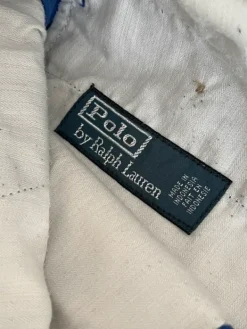 Polo
by Ralph Lauren
MADE IN
INDONESIA
FAIT EN
INDONESIE